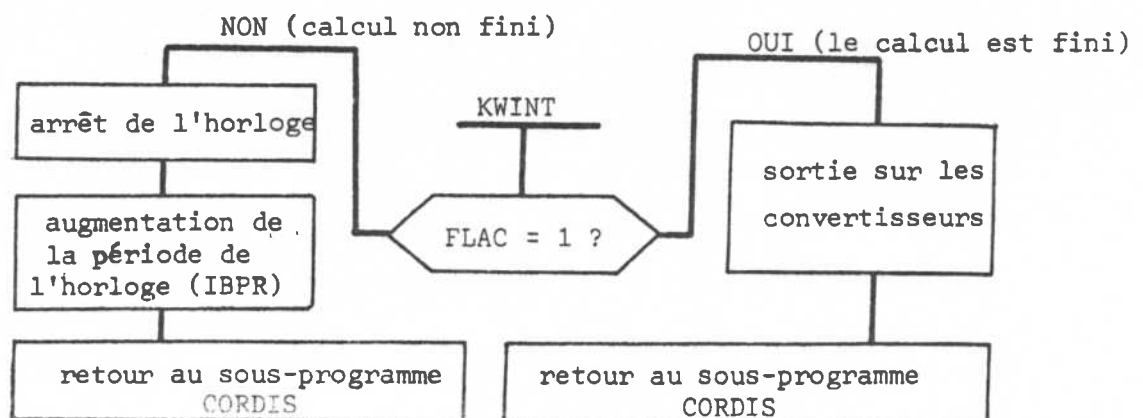 NON (calcul non fini)
OUI (le calcul est fini)
arrêt de l'horloge
KWINT
sortie sur les
convertisseurs
augmentation de
la période de
l'horloge (IBPR)
FLAC = 1 ?
retour au sous-programme
CORDIS
retour au sous-programme
CORDIS